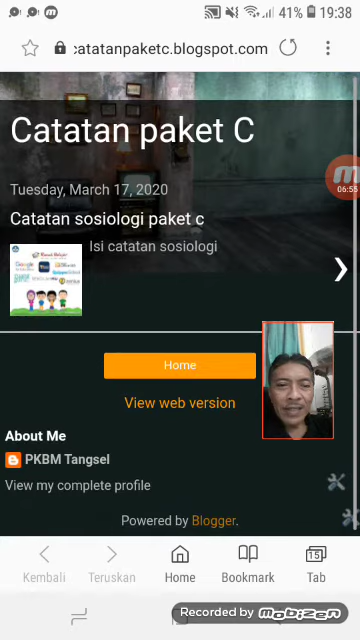 41% 19:38
catatanpaketc.blogspot.com
Catatan paket C
06:55
Tuesday, March 17, 2020
Catatan sosiologi paket c
Isi catatan sosiologi
Home
View web version
About Me
PKBM Tangsel
View my complete profile
Powered by Blogger.
Kembali Teruskan Home Bookmark 15 Tab
Recorded by mobizen